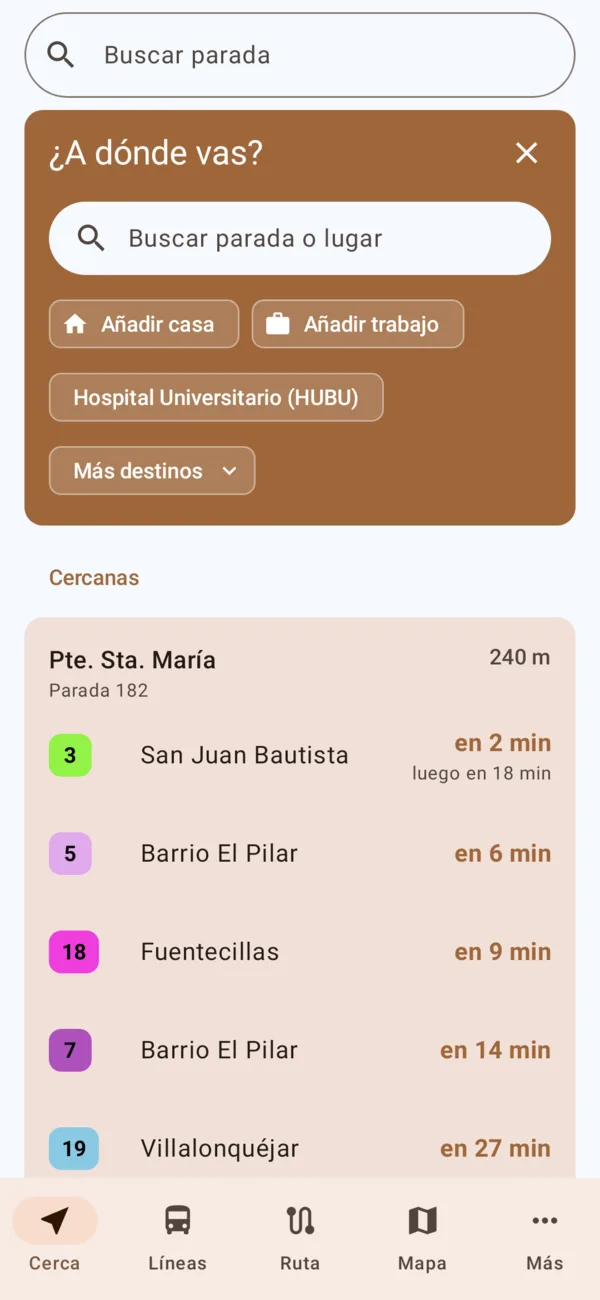 Buscar parada
¿A dónde vas?
Buscar parada o lugar
Añadir casa
Añadir trabajo
Hospital Universitario (HUBU)
Más destinos
Cercanas
Pte. Sta. María
240 m
Parada 182
3 San Juan Bautista en 2 min
luego en 18 min
5 Barrio El Pilar en 6 min
18 Fuentecillas en 9 min
7 Barrio El Pilar en 14 min
19 Villalonquéjar en 27 min
Cerca
Líneas
Ruta
Mapa
Más